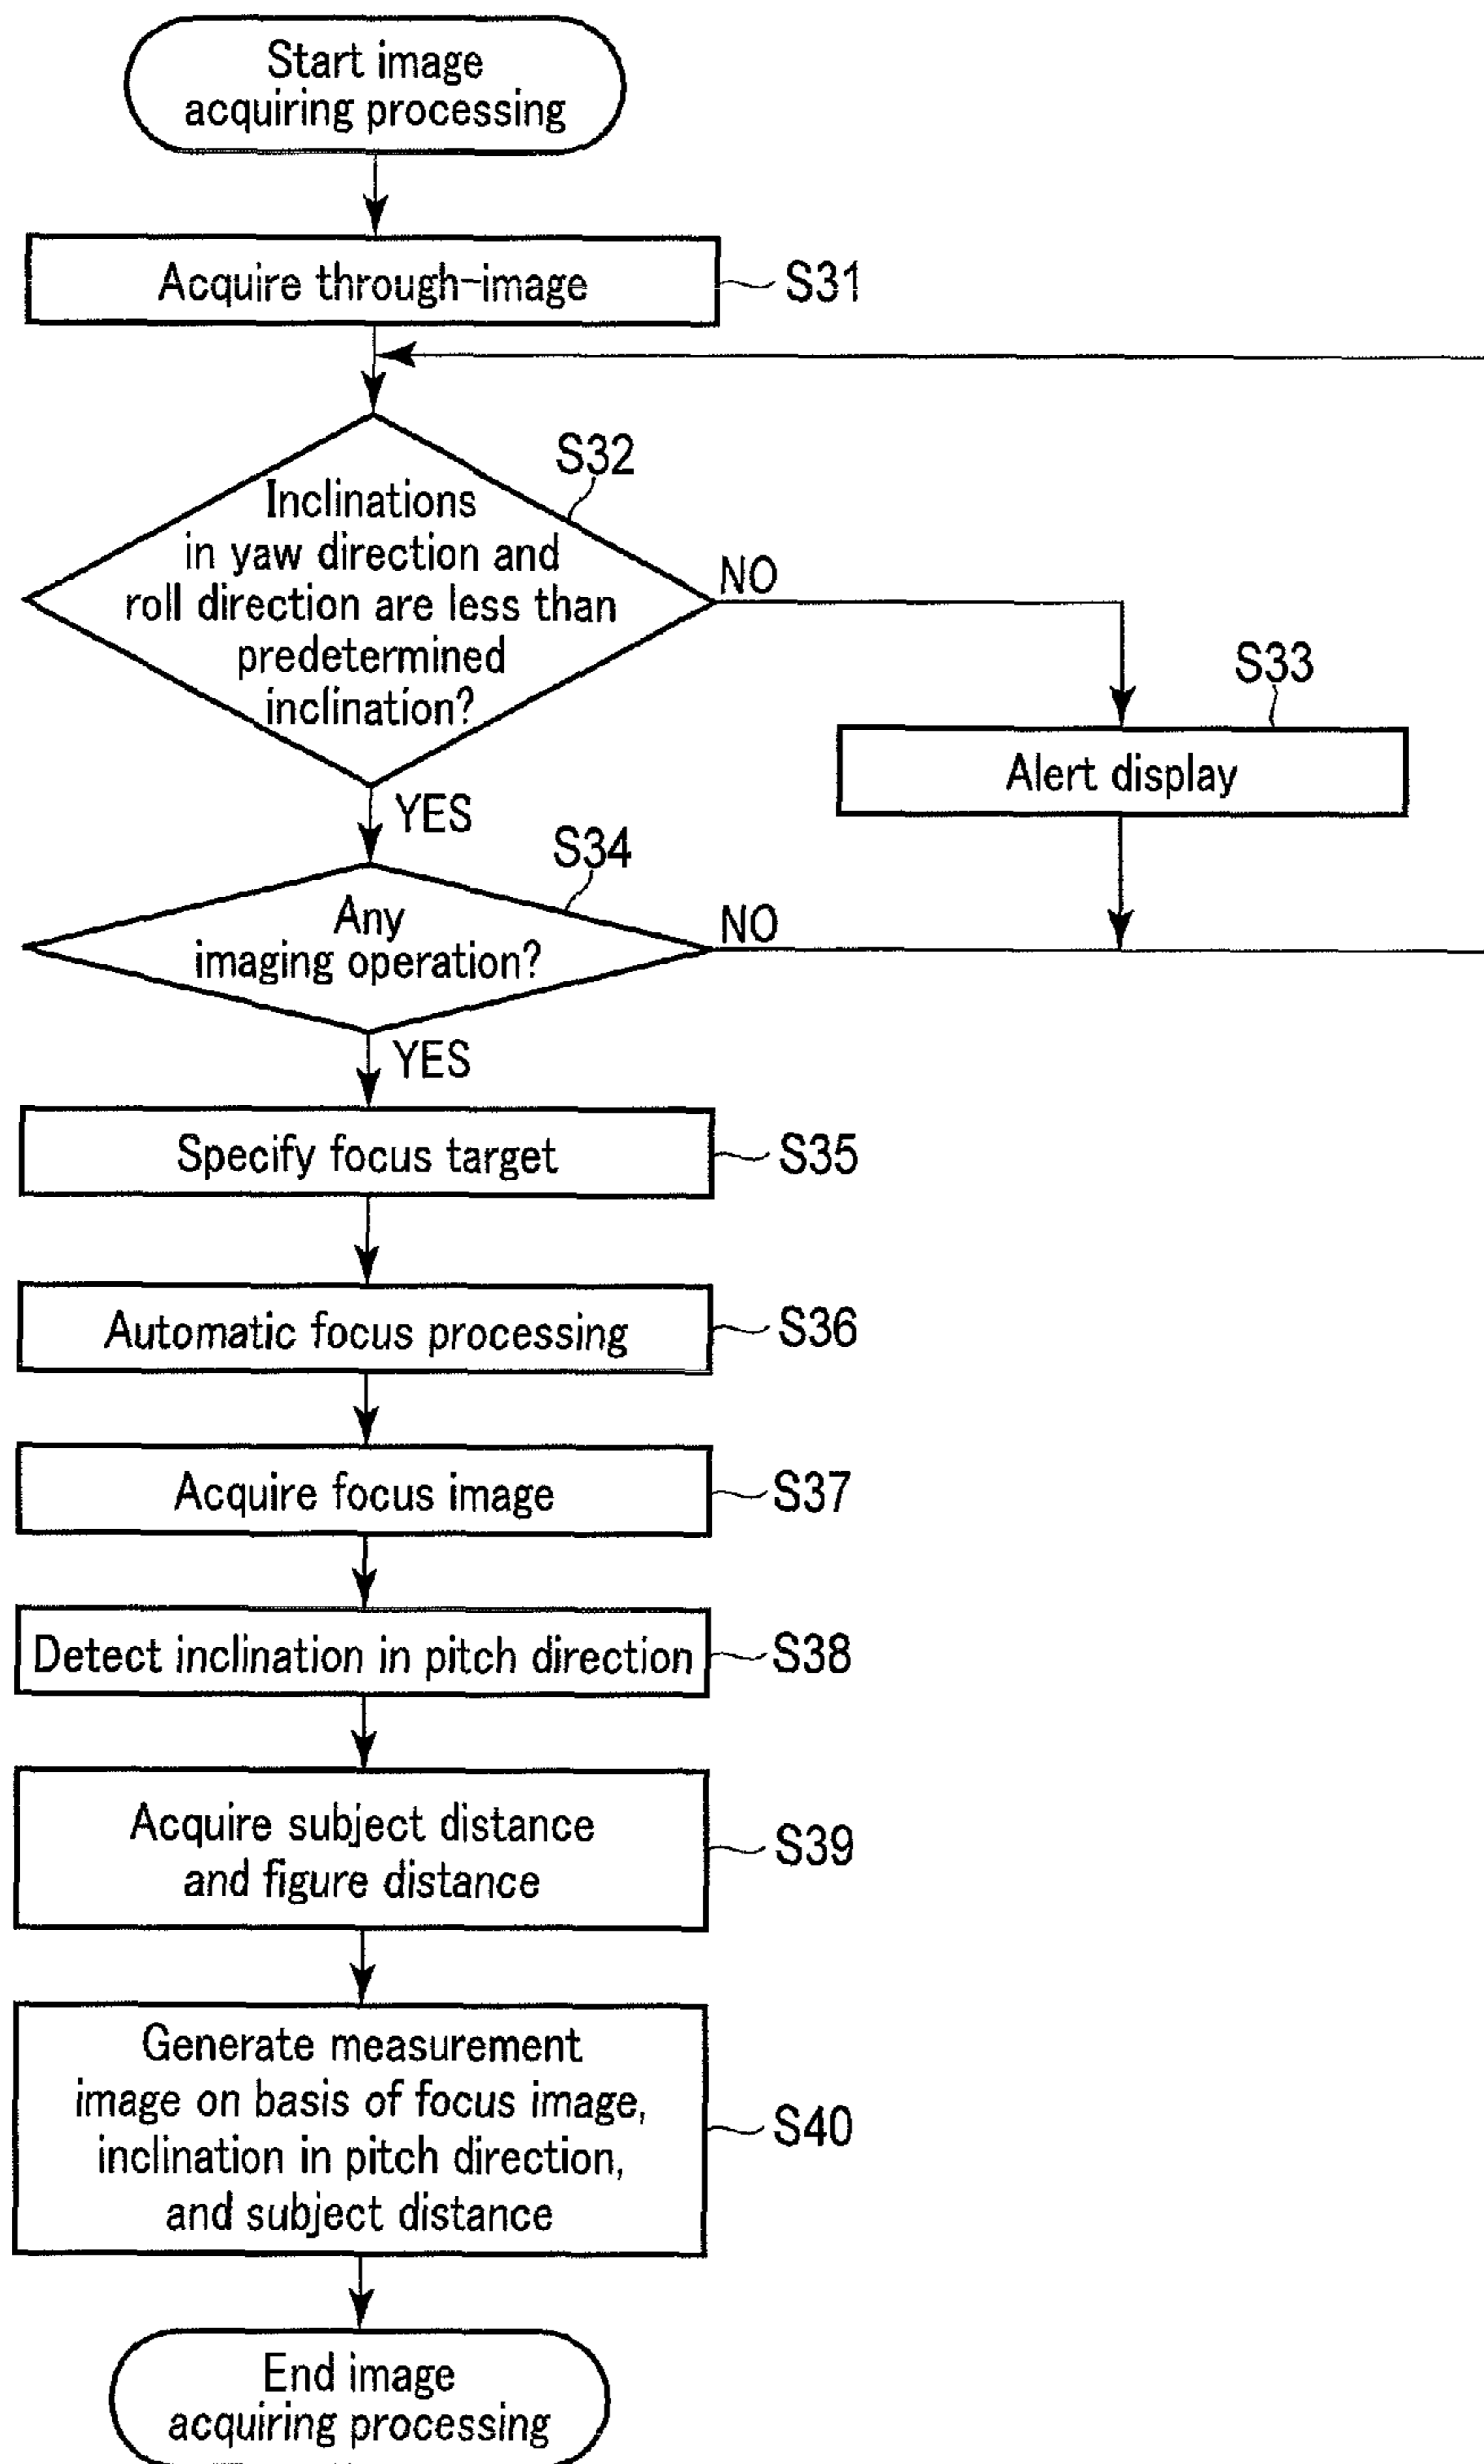 Start image
acquiring processing
Acquire through-image
S31
S32
Inclinations
in yaw direction and
roll direction are less than
predetermined
inclination?
NO
S33
Alert display
YES
S34
Any
imaging operation?
NO
YES
Specify focus target
S35
Automatic focus processing
S36
Acquire focus image
S37
Detect inclination in pitch direction
S38
Acquire subject distance
and figure distance
S39
Generate measurement
image on basis of focus image,
inclination in pitch direction,
and subject distance
S40
End image
acquiring processing